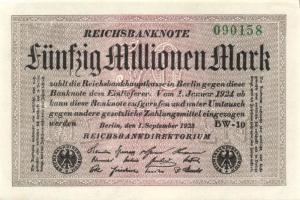 REICHSBANKNOTE
090158
Fünfzig Millionen Mark
zahlt die Reichsbankhauptkasse in Berlin gegen diese
Banknote dem Einlieferer. Vom 1. Januar 1924 ab
kann diese Banknote aufgerufen und unter Umtausch
gegen andere gesetzliche Zahlungsmittel eingezogen
werden
Berlin, den 1. September 1923
BW-10
REICHSBANKDIREKTORIUM